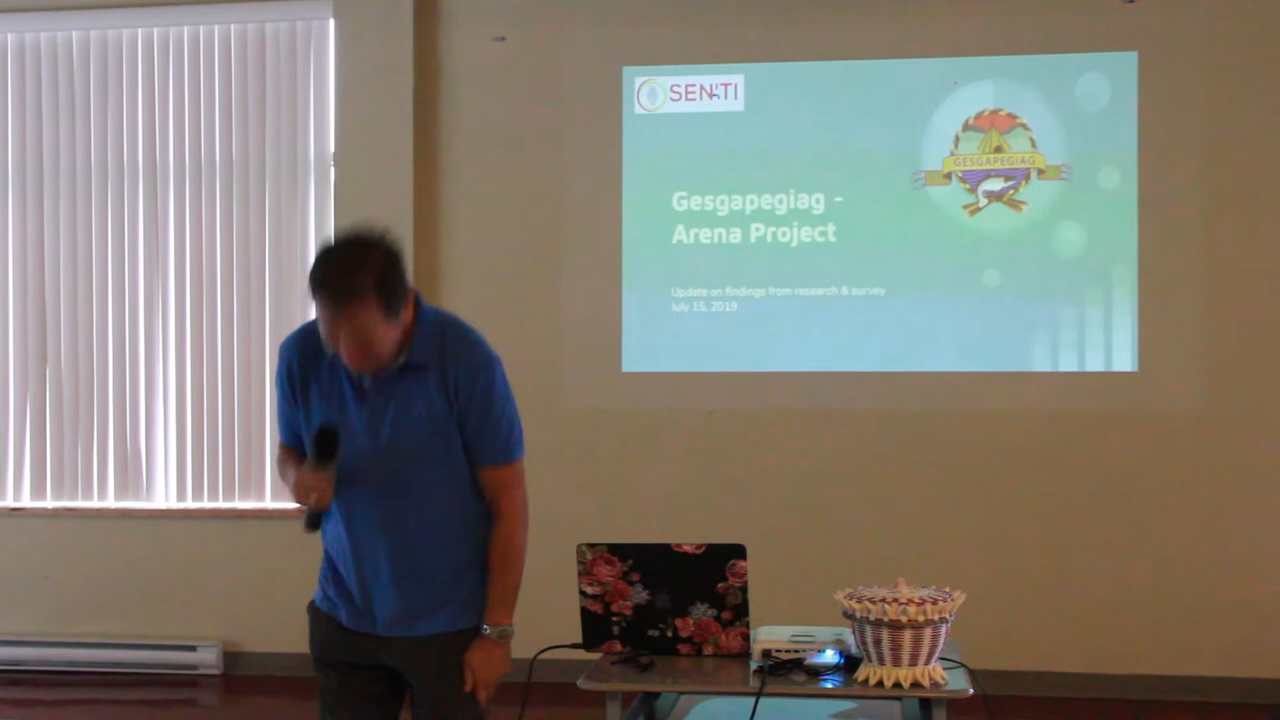 SENTI
GESGAPEGIAG
Gesgapegiag -
Arena Project
Update on findings from research & survey
July 15, 2019